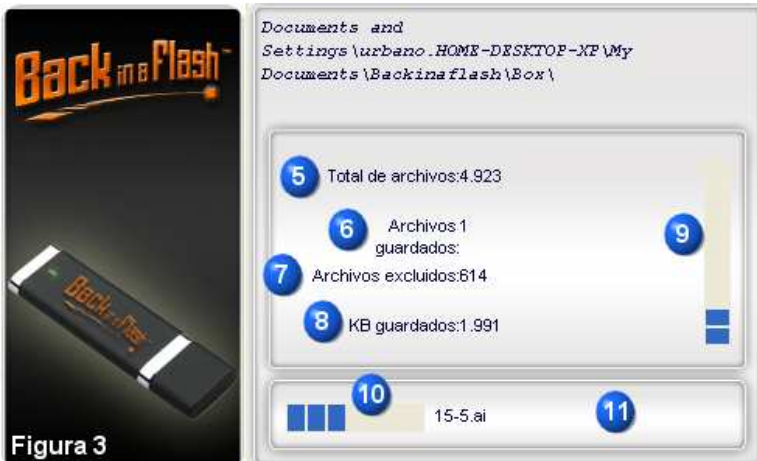 Back in a Flash™
Back in a Flash
Figura 3
Documents and
Settings\urbano.HOME-DESKTOP-XP\My
Documents\Backinaflash\Box\
5 Total de archivos:4.923
6 Archivos 1
guardados:
7 Archivos excluidos:614
8 KB guardados:1.991
9
10
15-5.ai
11